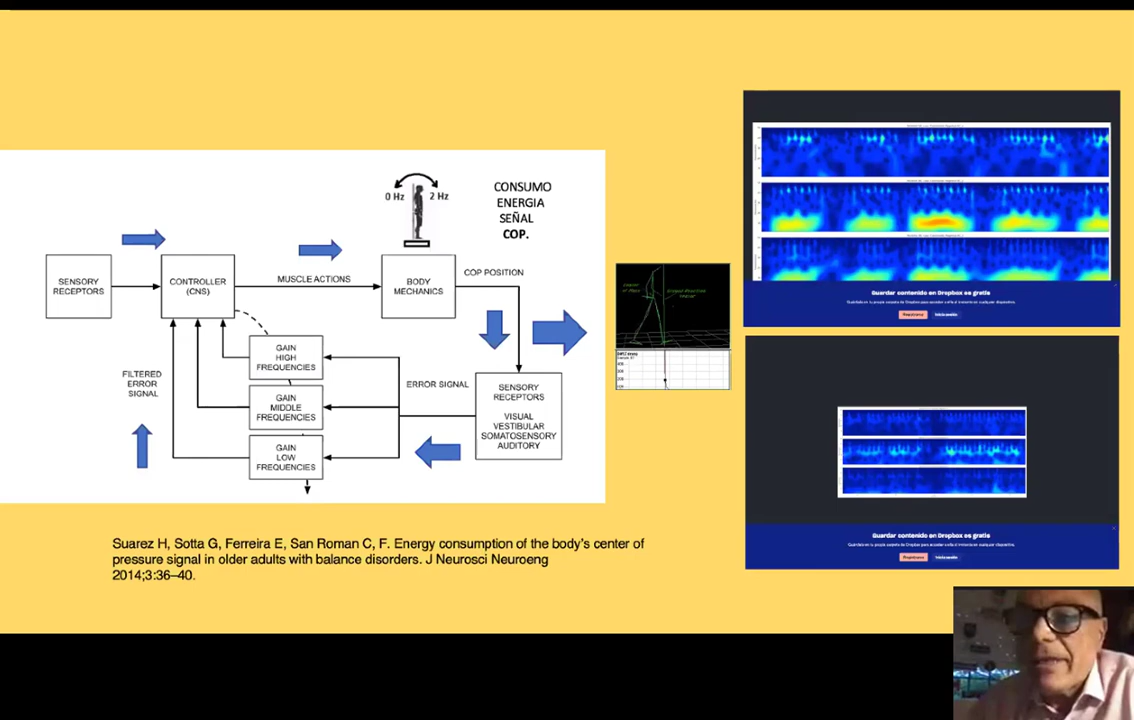 0 Hz
2 Hz
CONSUMO
ENERGIA
SEÑAL
COP.
SENSORY
RECEPTORS
CONTROLLER
(CNS)
MUSCLE ACTIONS
BODY
MECHANICS
COP POSITION
GAIN
HIGH
FREQUENCIES
FILTERED
ERROR
SIGNAL
GAIN
MIDDLE
FREQUENCIES
ERROR SIGNAL
SENSORY
RECEPTORS
VISUAL
VESTIBULAR
SOMATOSENSORY
AUDITORY
GAIN
LOW
FREQUENCIES
Suarez H, Sotta G, Ferreira E, San Roman C, F. Energy consumption of the body's center of
pressure signal in older adults with balance disorders. J Neurosci Neuroeng
2014;3:36–40.
Guardar contenido en Dropbox es gratis
Guardar contenido en Dropbox es gratis